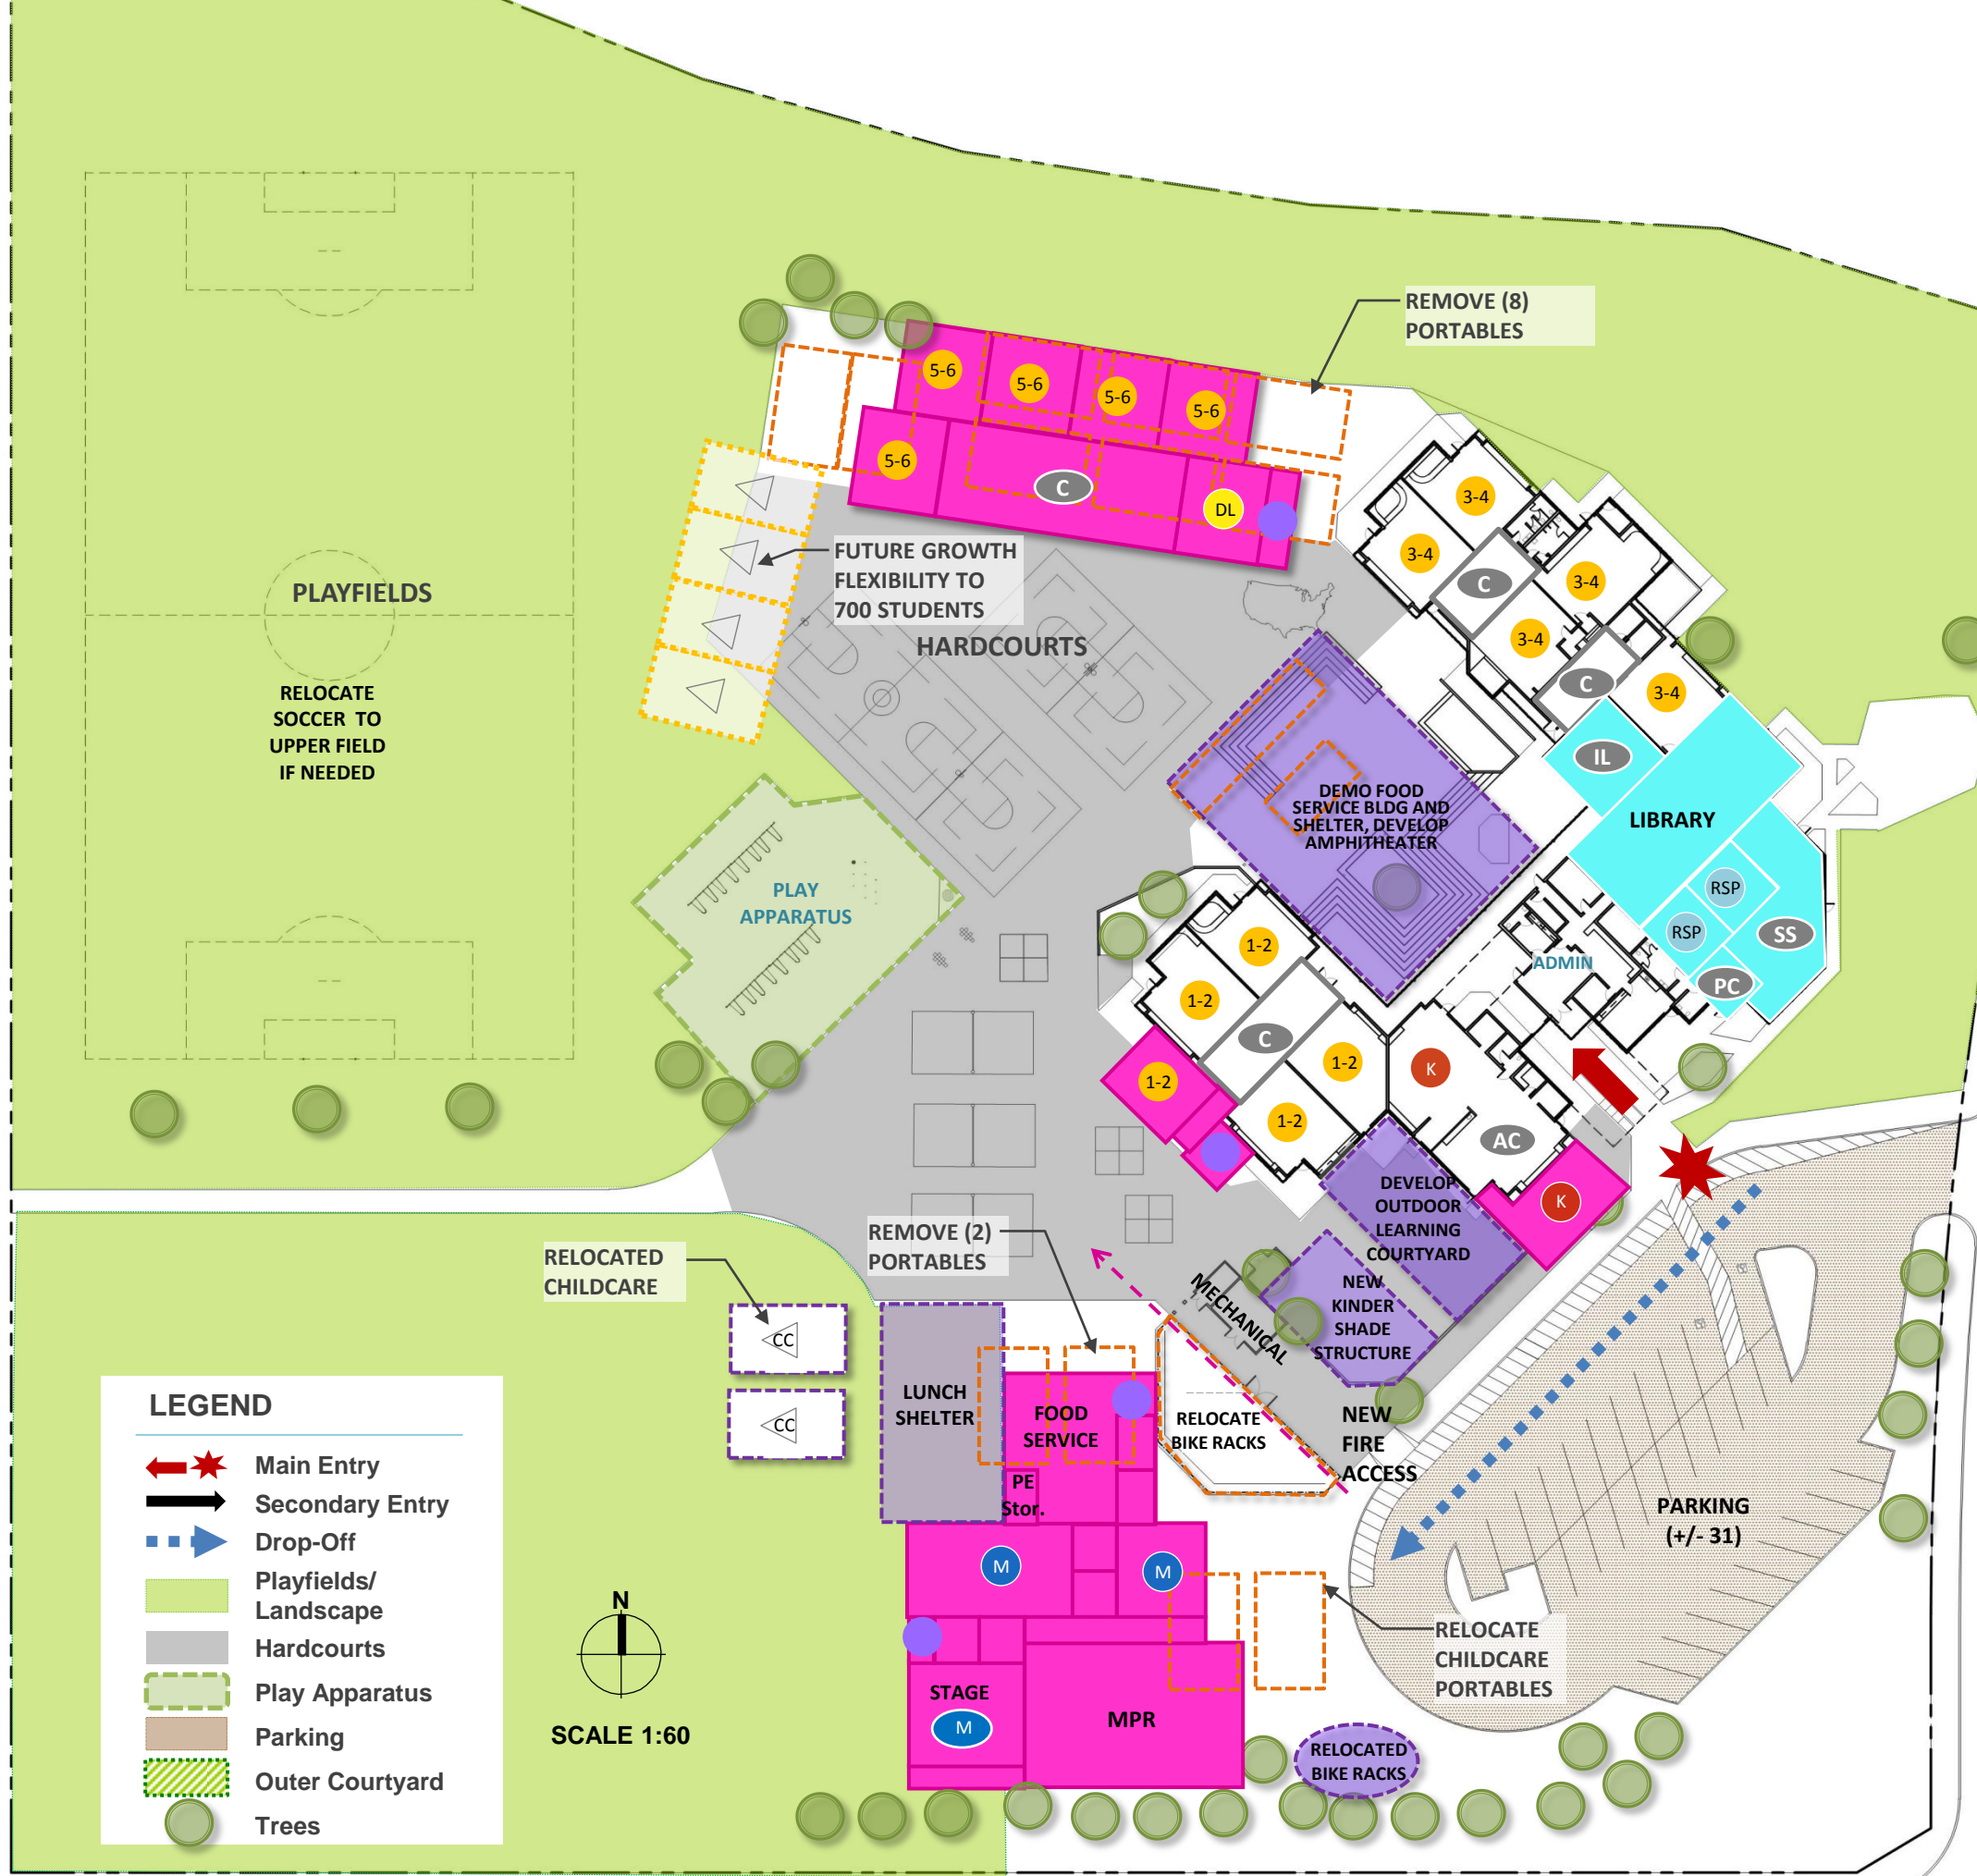 REMOVE (8)
PORTABLES
5-6
5-6
5-6
5-6
5-6
C
DL
3-4
3-4
C
3-4
3-4
C
3-4
FUTURE GROWTH
FLEXIBILITY TO
700 STUDENTS
HARDCOURTS
PLAYFIELDS
RELOCATE
SOCCER TO
UPPER FIELD
IF NEEDED
IL
LIBRARY
DEMO FOOD
SERVICE BLDG AND
SHELTER, DEVELOP
AMPHITHEATER
PLAY
APPARATUS
RSP
RSP
SS
PC
ADMIN
1-2
1-2
C
1-2
1-2
1-2
K
AC
K
DEVELOP
OUTDOOR
LEARNING
COURTYARD
NEW
KINDER
SHADE
STRUCTURE
MECHANICAL
REMOVE (2)
PORTABLES
RELOCATED
CHILDCARE
CC
CC
LUNCH
SHELTER
FOOD
SERVICE
PE
Stor.
RELOCATE
BIKE RACKS
NEW
FIRE
ACCESS
PARKING
(+/- 31)
M
M
STAGE
M
MPR
RELOCATE
CHILDCARE
PORTABLES
RELOCATED
BIKE RACKS
N
SCALE 1:60
LEGEND
Main Entry
Secondary Entry
Drop-Off
Playfields/
Landscape
Hardcourts
Play Apparatus
Parking
Outer Courtyard
Trees